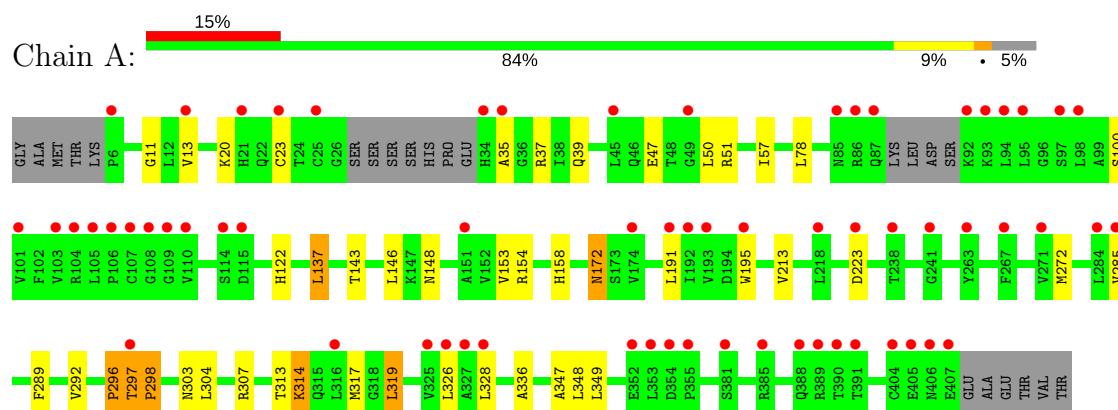 15%
Chain A:
84% 9% • 5%
GLY ALA MET THR LYS P6 G11 L12 V13 K20 H21 Q22 C23 T24 C25 G26 SER SER SER SER HIS PRO GLU H34 A35 G36 R37 I38 Q39 L45 Q46 E47 T48 G49 L50 R51 I57 L78 N85 R86 Q87 LYS LEU ASP SER K92 K93 L94 L95 G96 S97 L98 A99 S100
V101 F102 V103 R104 L105 P106 C107 G108 G109 V110 S114 D115 H122 L137 T143 L146 K147 N148 A151 V152 V153 R154 H158 N172 S173 V174 L191 I192 V193 D194 W195 V213 L218 D223 T238 G241 Y263 F267 V271 M272 L284 V285
F289 V292 P296 T297 P298 N303 L304 R307 T313 K314 Q315 L316 M317 G318 L319 V325 L326 A327 L328 A336 A347 L348 L349 E352 L353 D354 P355 S381 R385 Q388 R389 T390 T391 C404 E405 N406 E407 GLU ALA GLU THR VAL THR